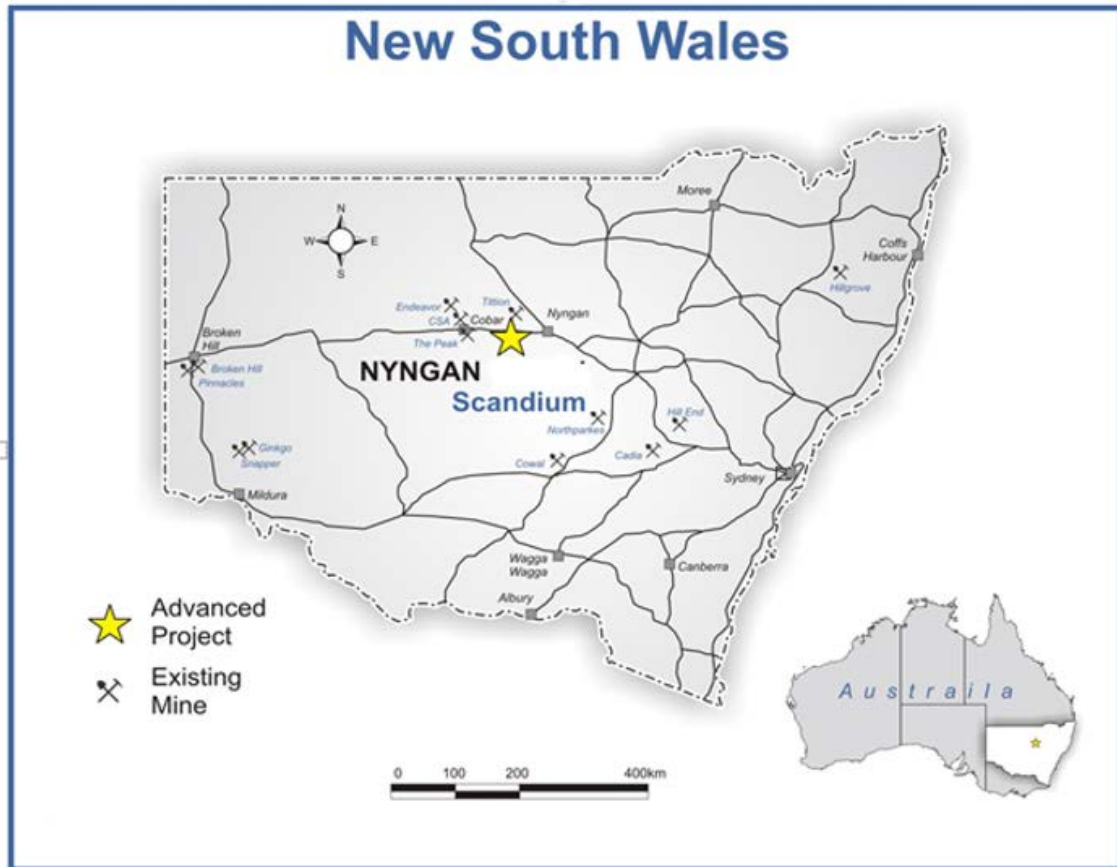 New South Wales
Moree
N
W E
S
Coffs
Harbour
Hillgrove
Endeavor
Tittion
CSA
Cobar
Nyngan
The Peak
Broken
Hill
Broken Hill
Pinnacles
NYNGAN
Scandium
Northparkes
Hill End
Ginkgo
Snapper
Cowal
Cadia
Sydney
Mildura
Wagga
Wagga
Canberra
Albury
Advanced
Project
Existing
Mine
Austraila
0 100 200 400km